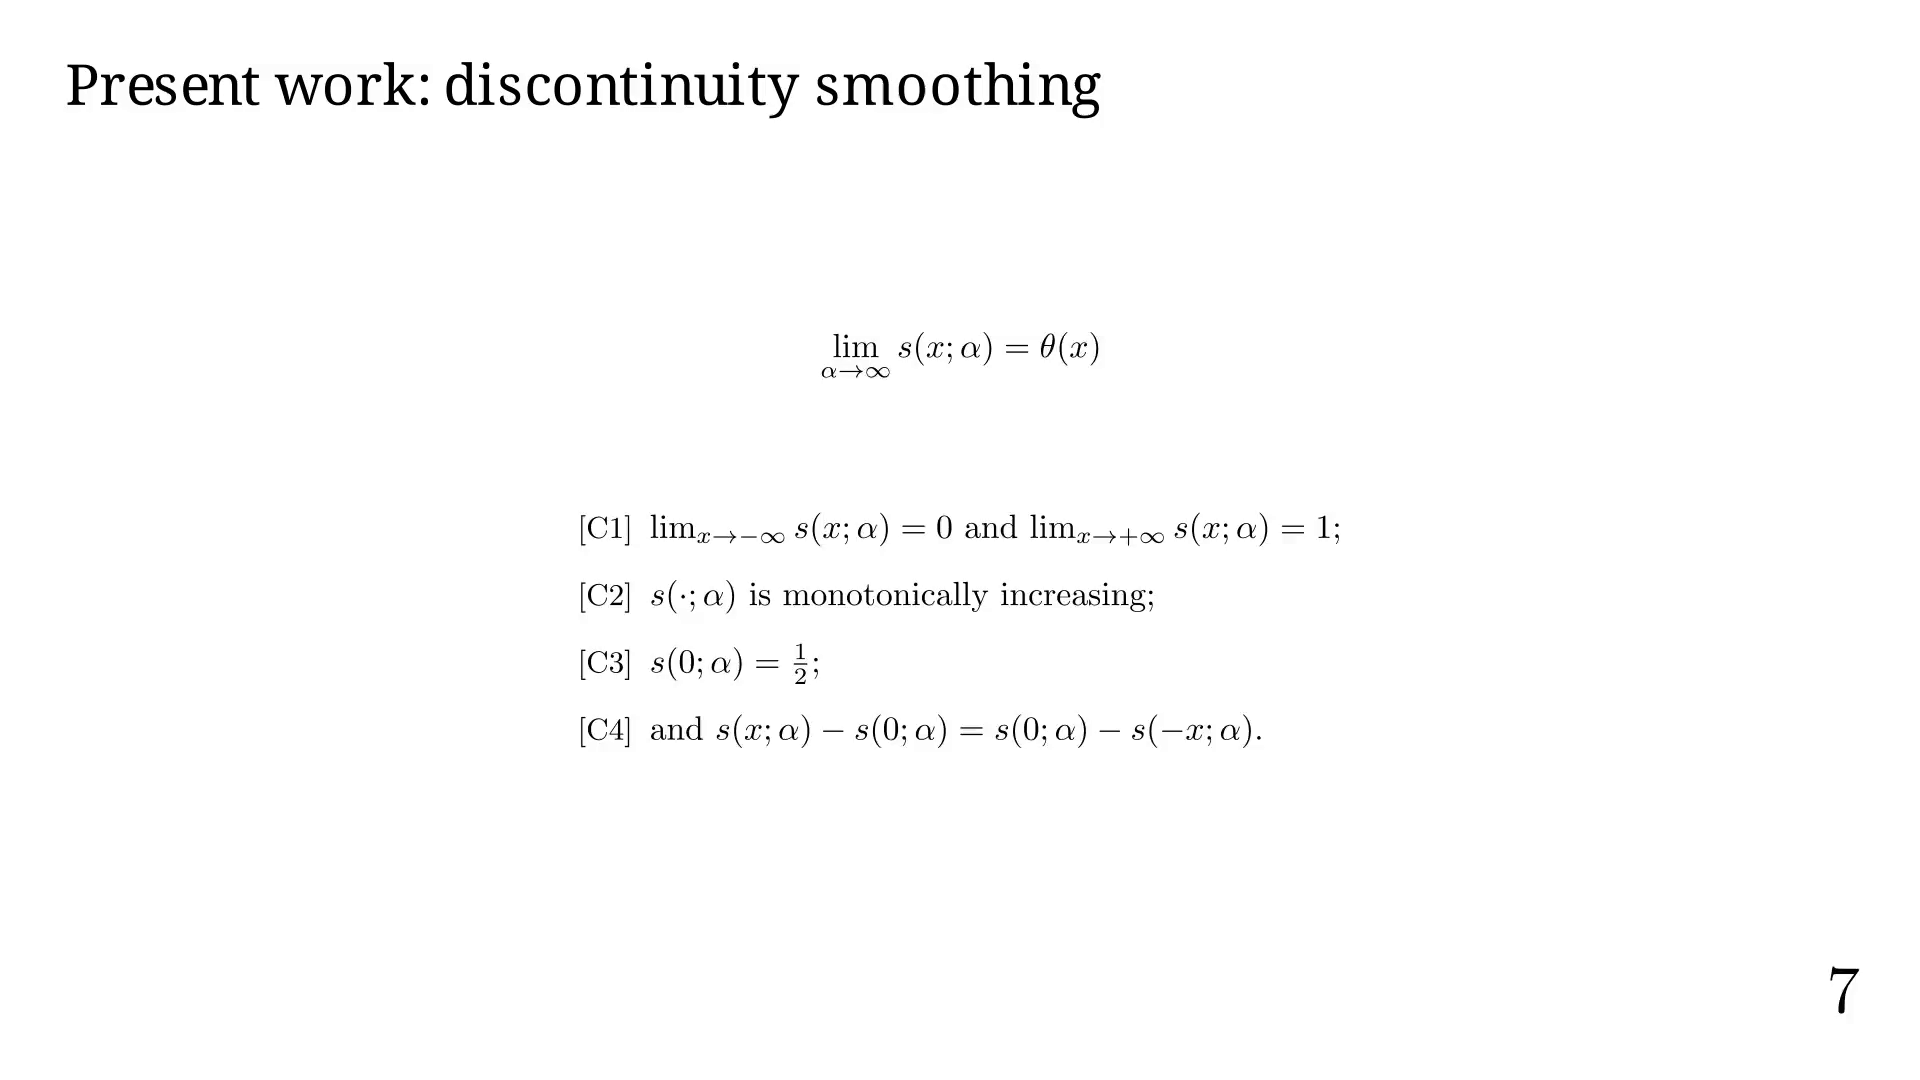 Present work: discontinuity smoothing
lim_{α→∞} s(x; α) = θ(x)
[C1] lim_{x→−∞} s(x; α) = 0 and lim_{x→+∞} s(x; α) = 1;
[C2] s(·; α) is monotonically increasing;
[C3] s(0; α) = 1/2;
[C4] and s(x; α) − s(0; α) = s(0; α) − s(−x; α).
7